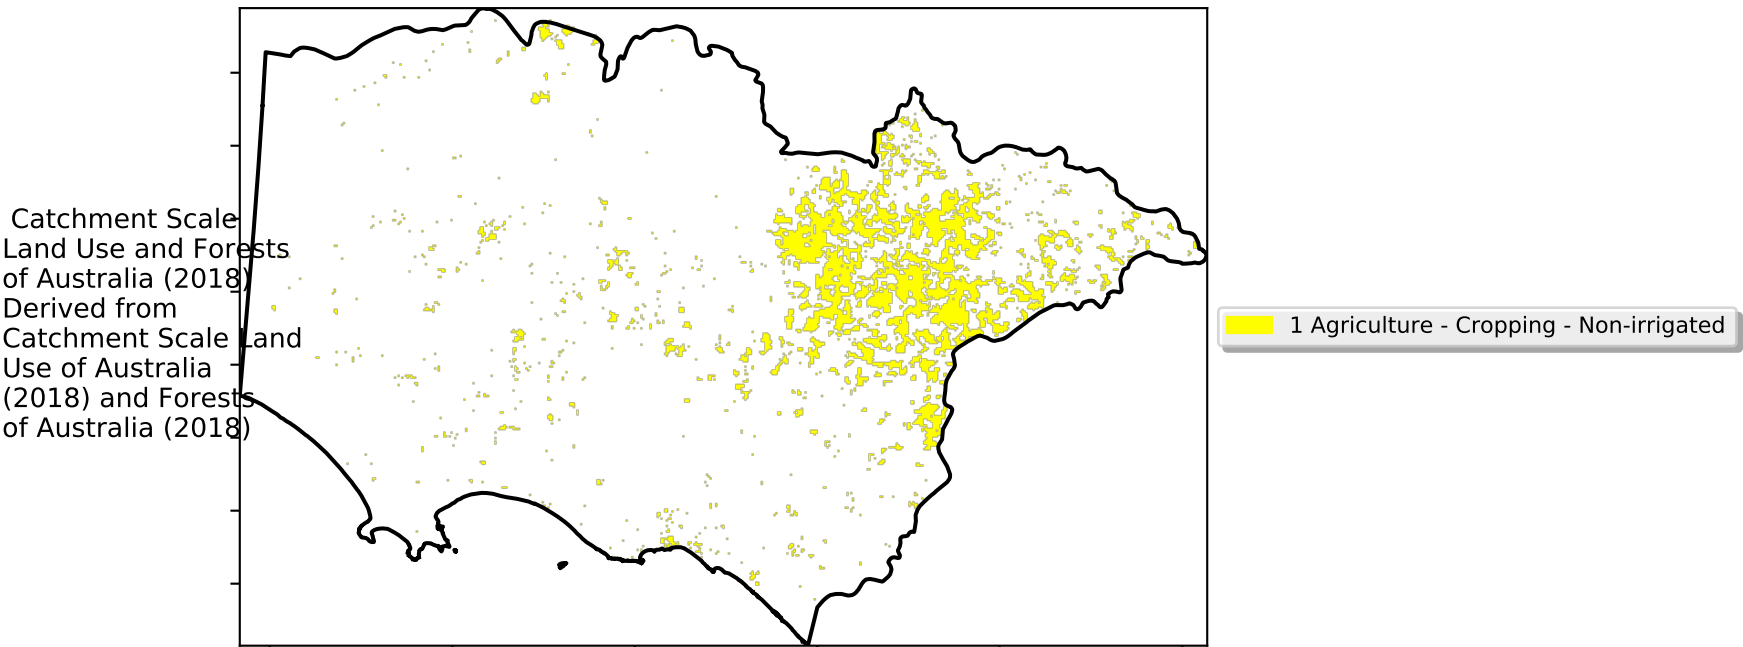 Catchment Scale
Land Use and Forests
of Australia (2018)
Derived from
Catchment Scale Land
Use of Australia
(2018) and Forests
of Australia (2018)
1 Agriculture - Cropping - Non-irrigated